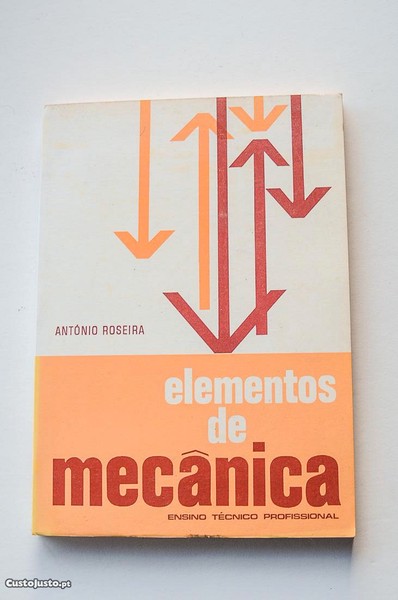 ANTÓNIO ROSEIRA
elementos
de
mecânica
ENSINO TÉCNICO PROFISSIONAL
CustoJusto.pt